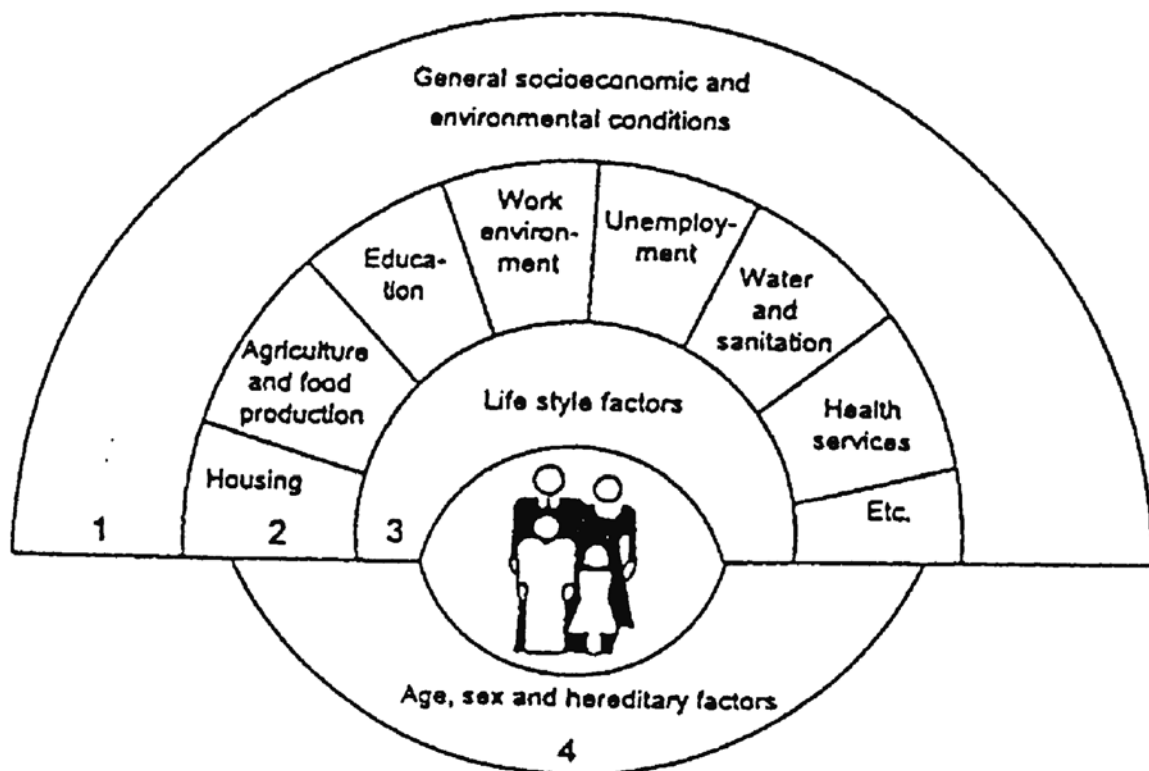 General socioeconomic and
environmental conditions
Work
environ-
ment
Unemploy-
ment
Educa-
tion
Water
and
sanitation
Agriculture
and food
production
Life style factors
Health
services
Housing
Etc.
1
2
3
Age, sex and hereditary factors
4